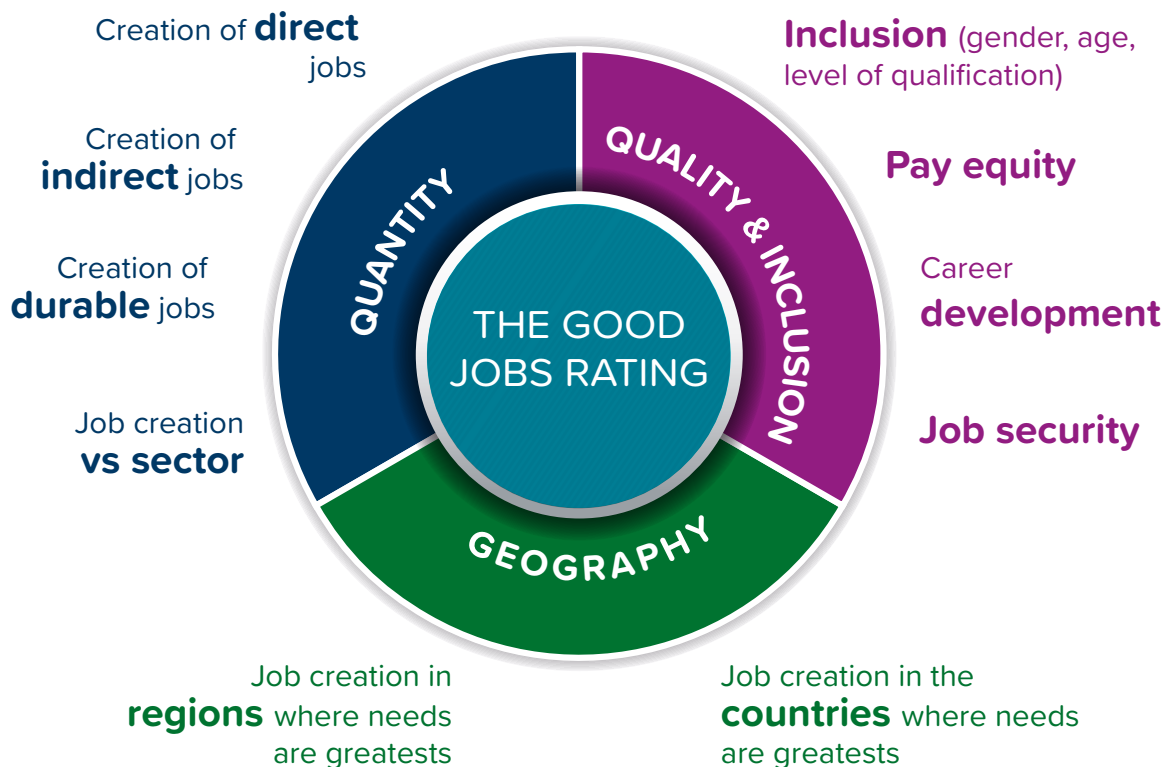 Creation of direct
jobs
Creation of
indirect jobs
Creation of
durable jobs
Job creation
vs sector
QUANTITY
QUALITY & INCLUSION
GEOGRAPHY
THE GOOD
JOBS RATING
Inclusion (gender, age,
level of qualification)
Pay equity
Career
development
Job security
Job creation in
regions where needs
are greatests
Job creation in the
countries where needs
are greatests